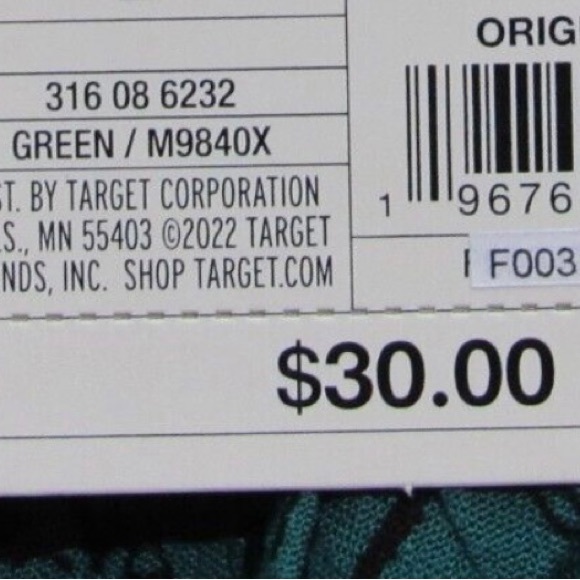 ORIG
316 08 6232
GREEN / M9840X
1 9676
T. BY TARGET CORPORATION
S., MN 55403 ©2022 TARGET
NDS, INC. SHOP TARGET.COM
F003
$30.00